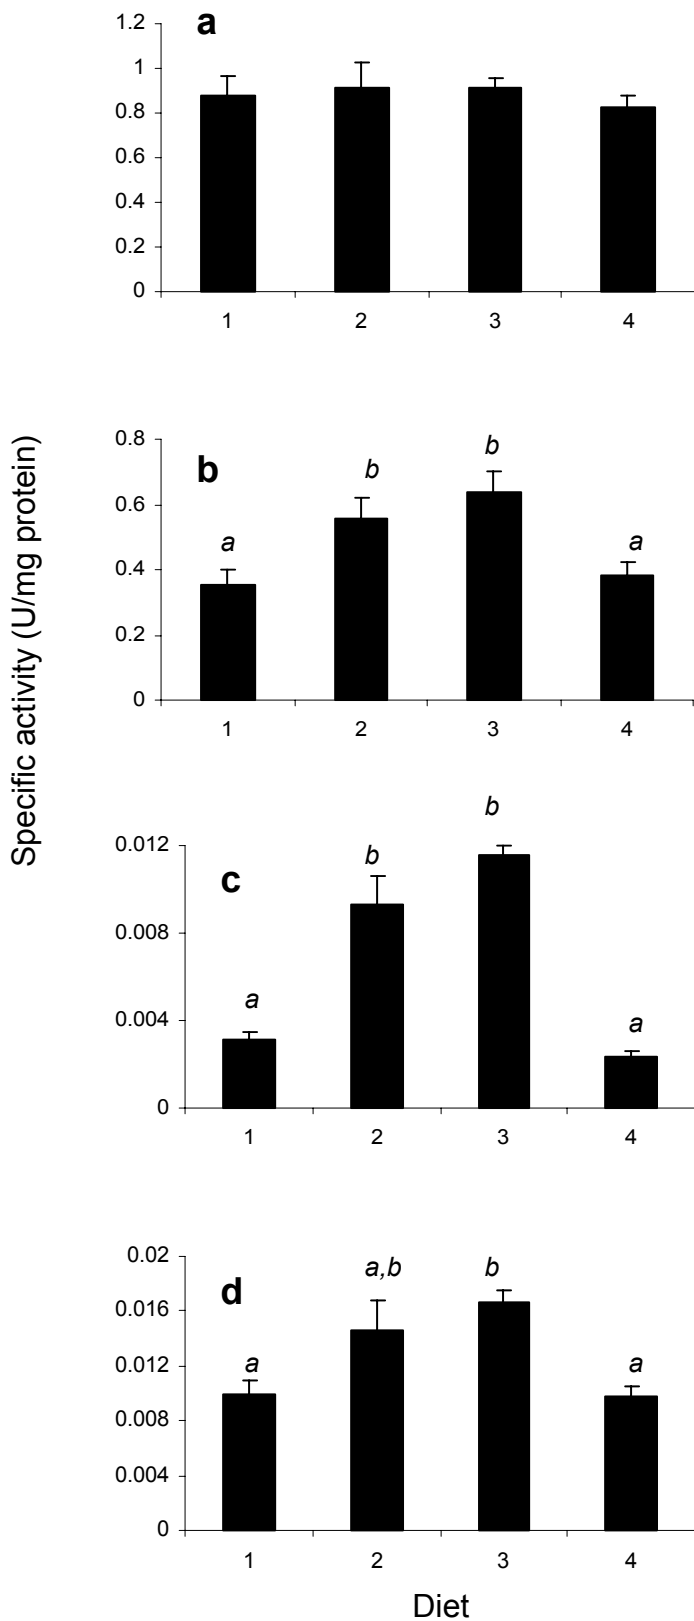 Specific activity (U/mg protein)
a
1.2
1
0.8
0.6
0.4
0.2
0
1 2 3 4
b
0.8
0.6
0.4
0.2
0
a b b a
1 2 3 4
c
0.012
0.008
0.004
0
a b b a
1 2 3 4
d
0.02
0.016
0.012
0.008
0.004
0
a a,b b a
1 2 3 4
Diet